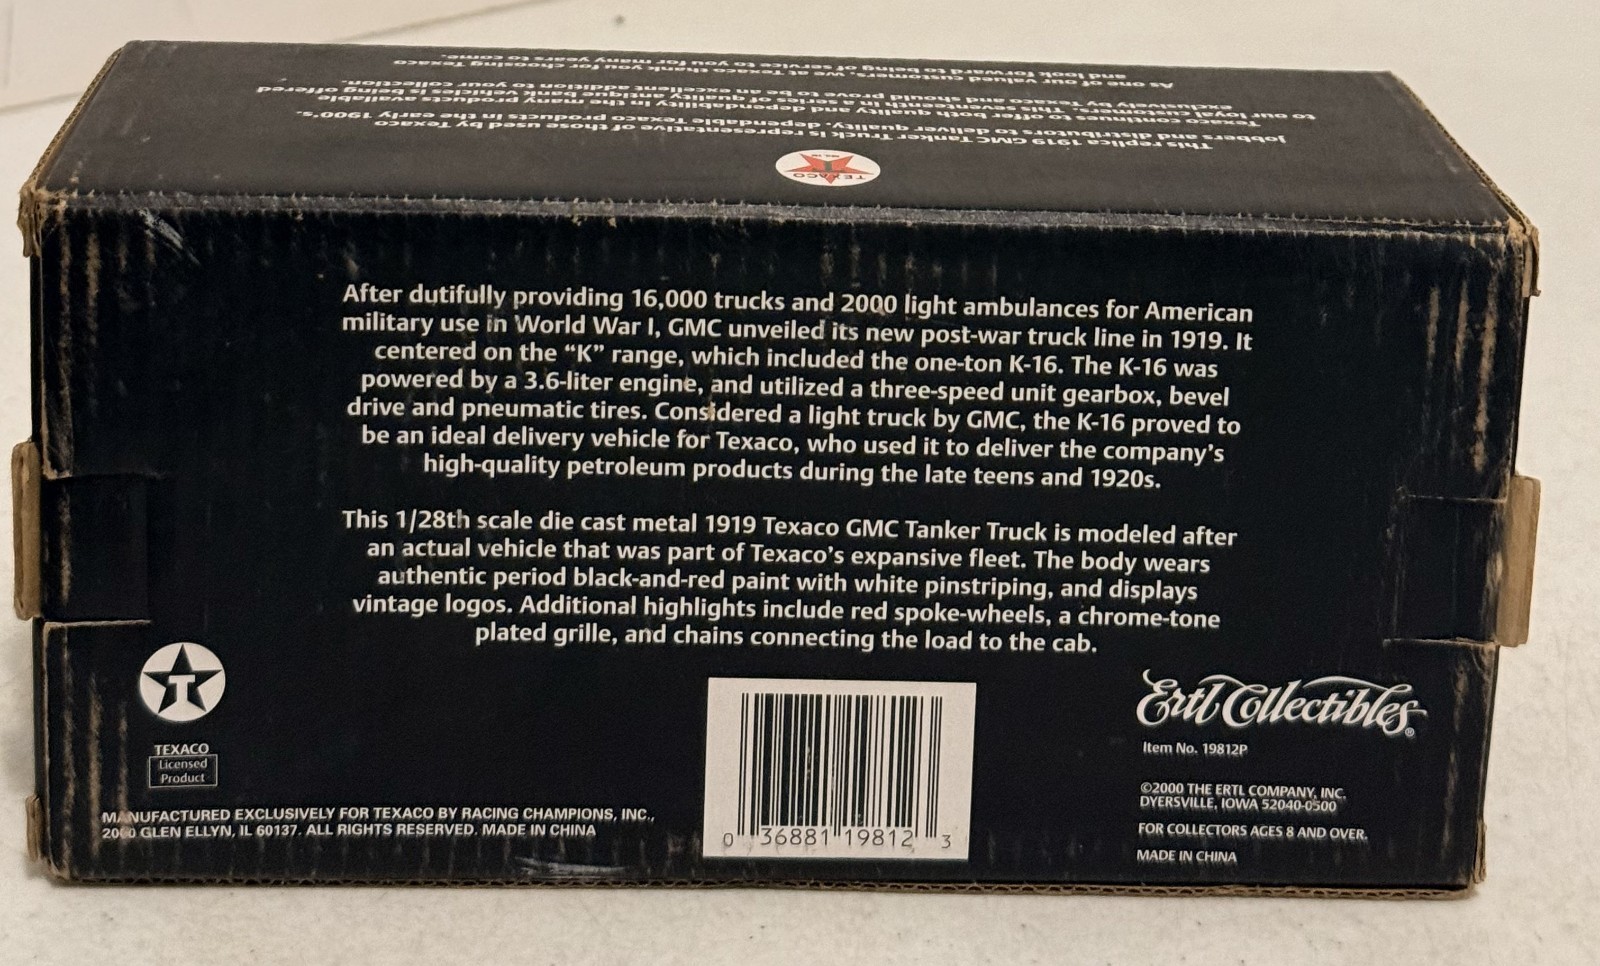 TEXACO
T
This replica 1919 GMC Tanker Truck is representative of those used by Texaco
jobbers and distributors to deliver quality, dependable Texaco products in the early 1900's.
Texaco continues to offer both quality and dependability in the many products available
to our loyal customers. This seventeenth in a series of quality antique vehicle bank vehicles is being offered
exclusively by Texaco and should prove to be an excellent addition to your collection.
As one of our valued customers, we at Texaco thank you for choosing Texaco
and look forward to being of service to you for many years to come.
After dutifully providing 16,000 trucks and 2000 light ambulances for American
military use in World War I, GMC unveiled its new post-war truck line in 1919. It
centered on the “K” range, which included the one-ton K-16. The K-16 was
powered by a 3.6-liter engine, and utilized a three-speed unit gearbox, bevel
drive and pneumatic tires. Considered a light truck by GMC, the K-16 proved to
be an ideal delivery vehicle for Texaco, who used it to deliver the company’s
high-quality petroleum products during the late teens and 1920s.
This 1/28th scale die cast metal 1919 Texaco GMC Tanker Truck is modeled after
an actual vehicle that was part of Texaco’s expansive fleet. The body wears
authentic period black-and-red paint with white pinstriping, and displays
vintage logos. Additional highlights include red spoke-wheels, a chrome-tone
plated grille, and chains connecting the load to the cab.
T
TEXACO
Licensed
Product
MANUFACTURED EXCLUSIVELY FOR TEXACO BY RACING CHAMPIONS, INC.,
2000 GLEN ELLYN, IL 60137. ALL RIGHTS RESERVED. MADE IN CHINA
0 36881 19812 3
Ertl Collectibles®
Item No. 19812P
©2000 THE ERTL COMPANY, INC.
DYERSVILLE, IOWA 52040-0500
FOR COLLECTORS AGES 8 AND OVER.
MADE IN CHINA